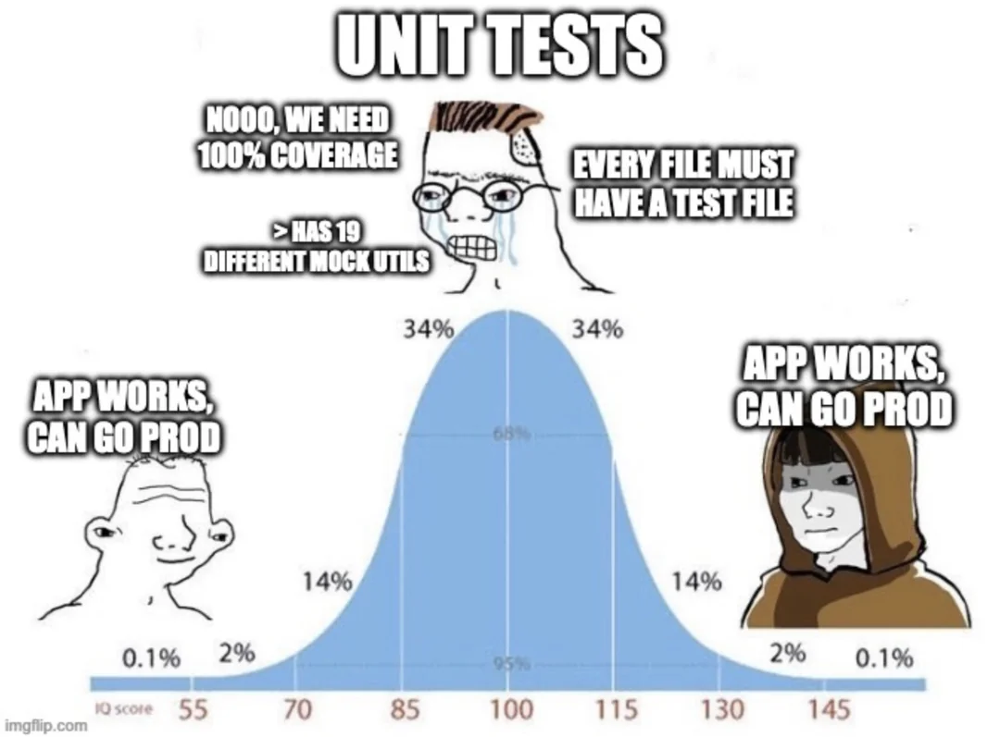 UNIT TESTS
NOOO, WE NEED
100% COVERAGE
EVERY FILE MUST
HAVE A TEST FILE
> HAS 19
DIFFERENT MOCK UTILS
34%
34%
APP WORKS,
CAN GO PROD
APP WORKS,
CAN GO PROD
68%
14%
14%
0.1%
2%
95%
2%
0.1%
IQ score 55 70 85 100 115 130 145
imgflip.com